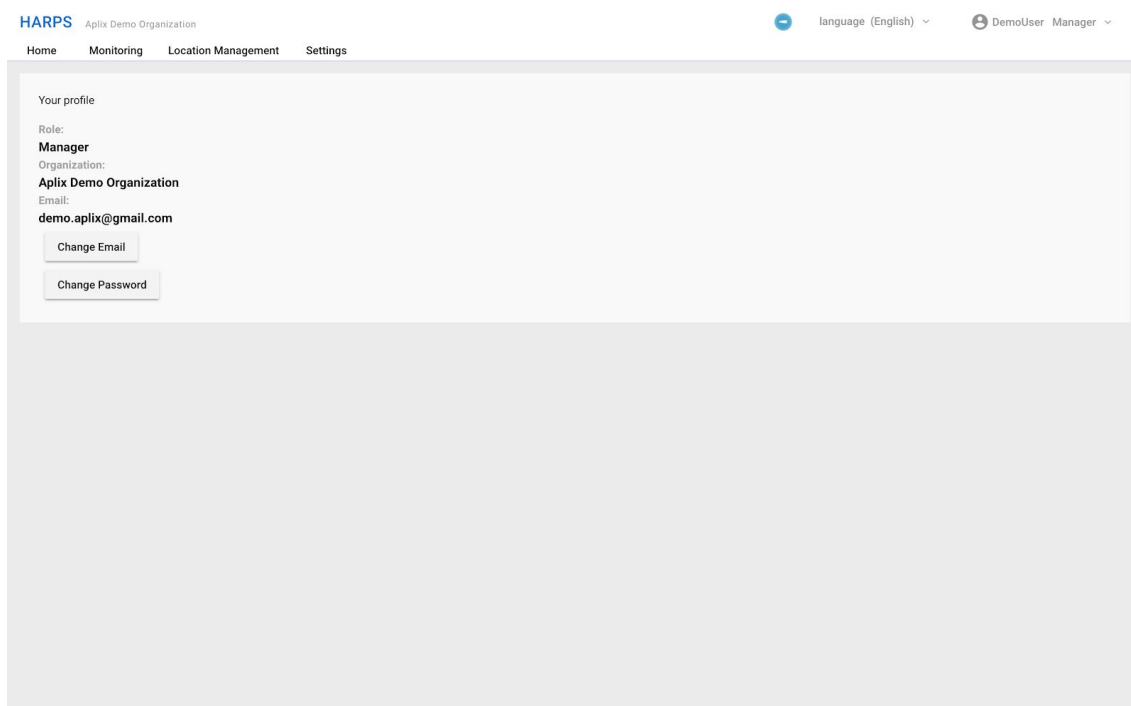 HARPS Aplix Demo Organization language (English) DemoUser Manager
Home Monitoring Location Management Settings
Your profile
Role:
Manager
Organization:
Aplix Demo Organization
Email:
demo.aplix@gmail.com
Change Email
Change Password